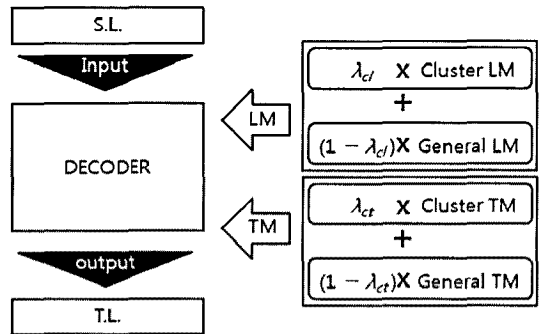 S.L.
Input
DECODER
output
T.L.
LM
TM
λcl X Cluster LM
+
(1 − λcl)X General LM
λct X Cluster TM
+
(1 − λct)X General TM